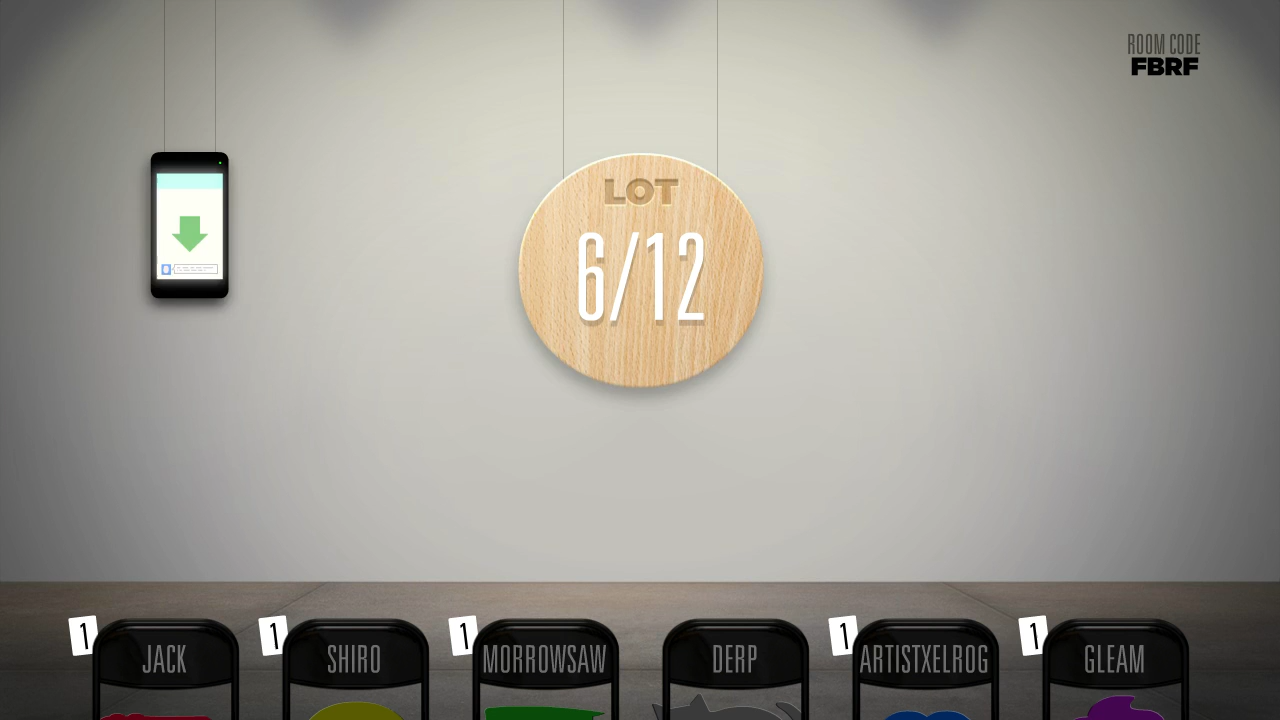 ROOM CODE
FBRF
LOT
6/12
1 JACK
1 SHIRO
1 MORROWSAW
DERP
1 ARTISTXELROG
1 GLEAM